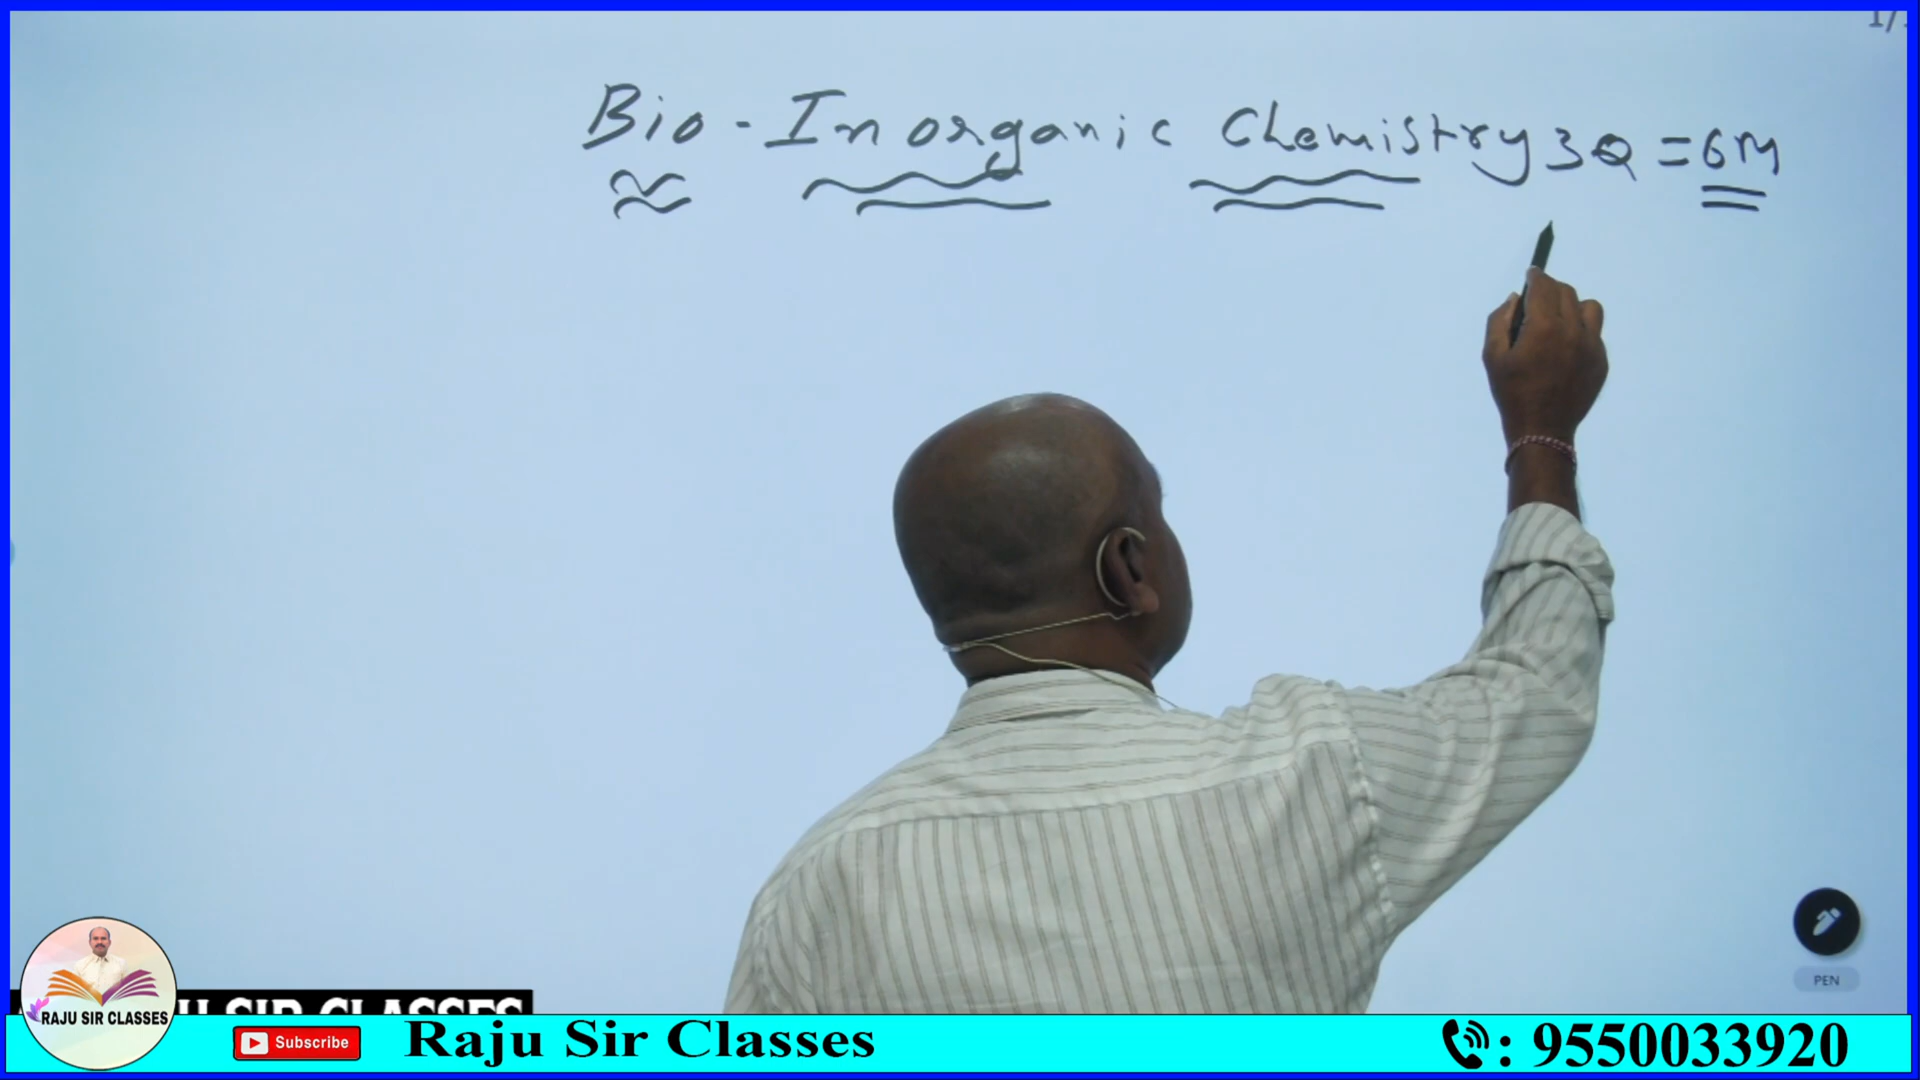 Bio - Inorganic Chemistry 3Q = 6M
PEN
RAJU SIR CLASSES
Subscribe
Raju Sir Classes
: 9550033920